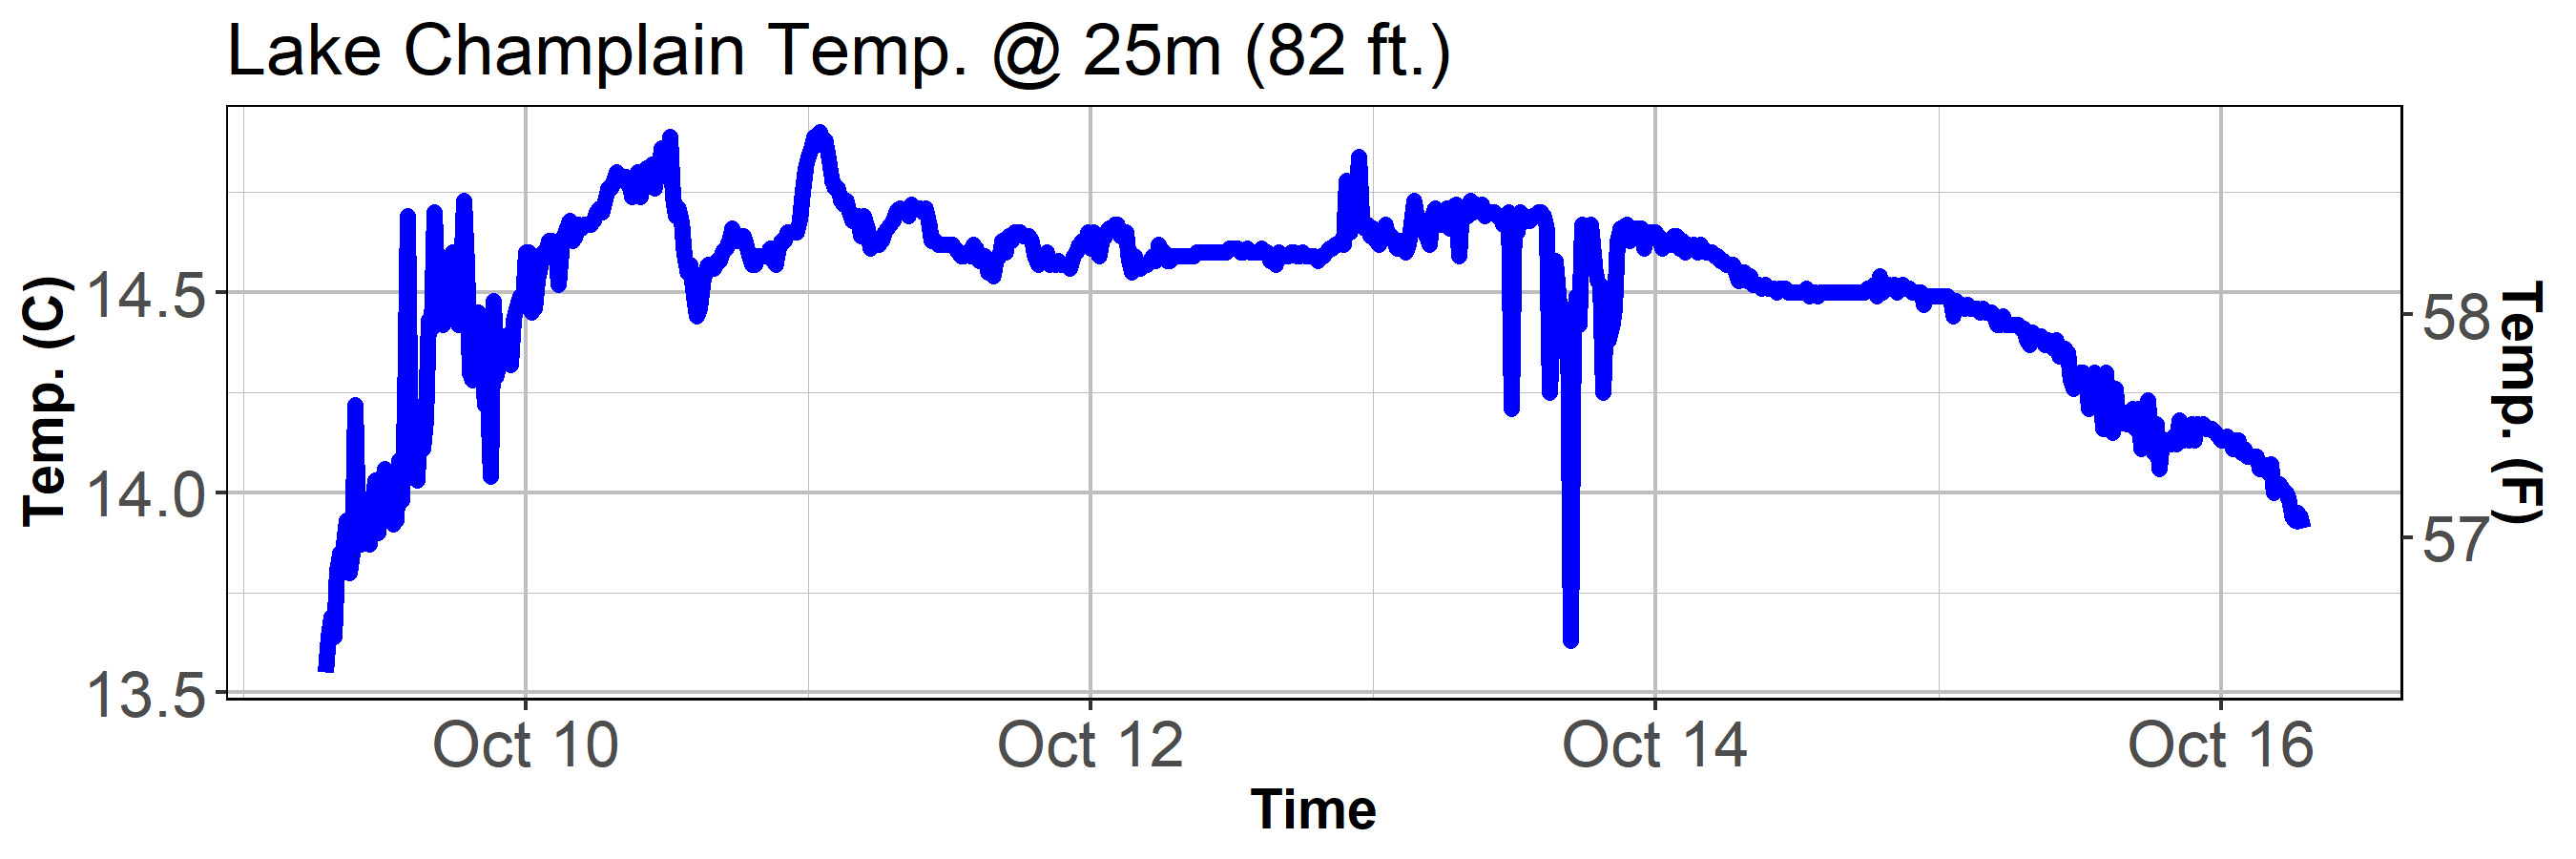 Lake Champlain Temp. @ 25m (82 ft.)
Temp. (C)
14.5
14.0
13.5
58
57
Temp. (F)
Oct 10 Oct 12 Oct 14 Oct 16
Time